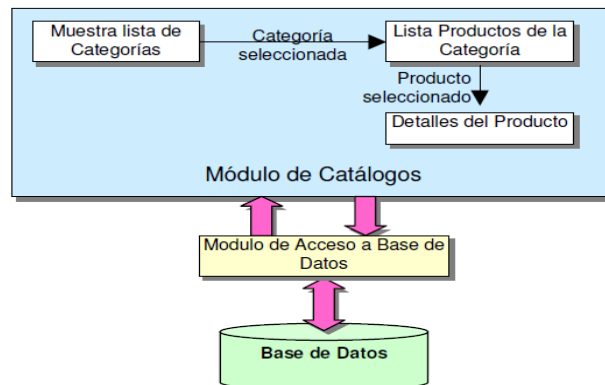 Muestra lista de
Categorías
Categoría
seleccionada
Lista Productos de la
Categoría
Producto
seleccionado
Detalles del Producto
Módulo de Catálogos
Modulo de Acceso a Base de
Datos
Base de Datos